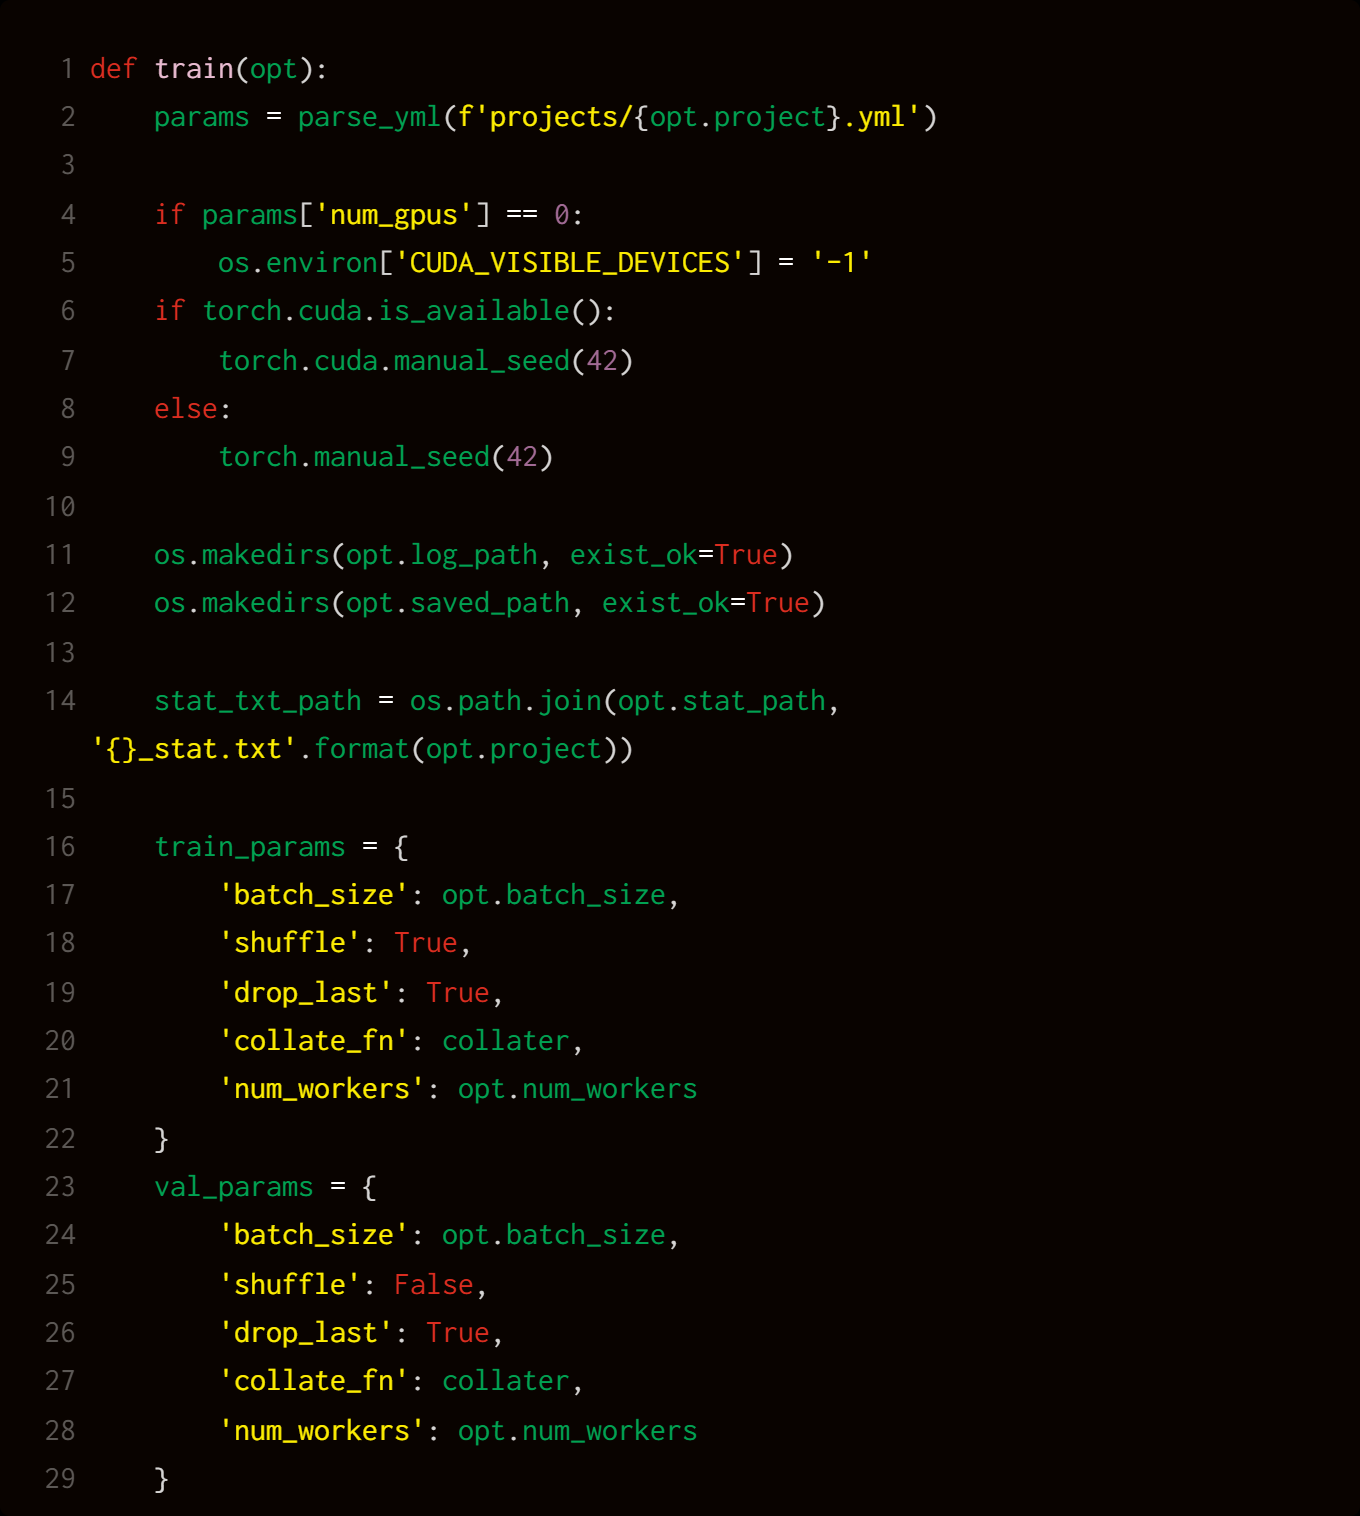 1 def train(opt):
2     params = parse_yml(f'projects/{opt.project}.yml')
3
4     if params['num_gpus'] == 0:
5         os.environ['CUDA_VISIBLE_DEVICES'] = '-1'
6     if torch.cuda.is_available():
7         torch.cuda.manual_seed(42)
8     else:
9         torch.manual_seed(42)
10
11     os.makedirs(opt.log_path, exist_ok=True)
12     os.makedirs(opt.saved_path, exist_ok=True)
13
14     stat_txt_path = os.path.join(opt.stat_path,
'{}_stat.txt'.format(opt.project))
15
16     train_params = {
17         'batch_size': opt.batch_size,
18         'shuffle': True,
19         'drop_last': True,
20         'collate_fn': collater,
21         'num_workers': opt.num_workers
22     }
23     val_params = {
24         'batch_size': opt.batch_size,
25         'shuffle': False,
26         'drop_last': True,
27         'collate_fn': collater,
28         'num_workers': opt.num_workers
29     }